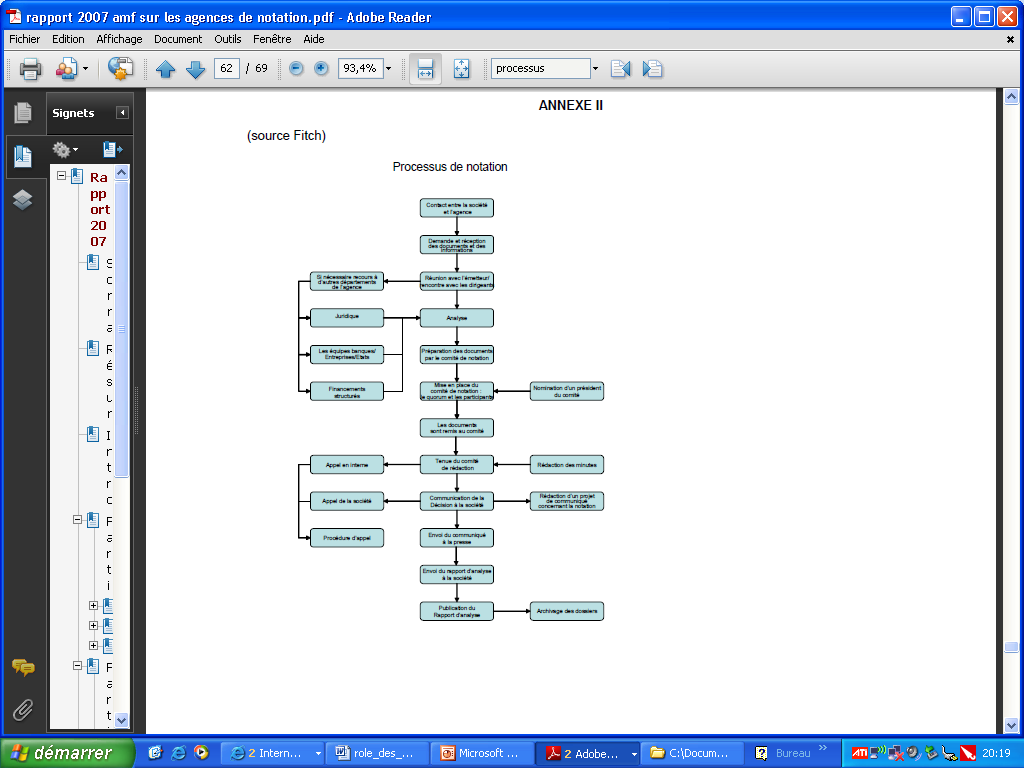 rapport 2007 amf sur les agences de notation.pdf - Adobe Reader
Fichier Edition Affichage Document Outils Fenêtre Aide
62 / 69 93,4% processus
Signets
Ra
pp
ort
20
07
ANNEXE II
(source Fitch)
Processus de notation
Contact entre la société
et l'agence
Demande et réception
des documents et des
informations
Si nécessaire recours à
d'autres départements
de l'agence
Réunion avec l'émetteur/
rencontre avec les dirigeants
Juridique
Analyse
Les équipes banques/
Entreprises/Etats
Préparation des documents
par le comité de notation
Financements
structurés
Mise en place du
comité de notation :
le quorum et les participants
Nomination d'un président
du comité
Les documents
sont remis au comité
Appel en interne
Tenue du comité
de rédaction
Rédaction des minutes
Appel de la société
Communication de la
Décision à la société
Rédaction d'un projet
de communiqué
concernant la notation
Procédure d'appel
Envoi du communiqué
à la presse
Envoi du rapport d'analyse
à la société
Publication du
Rapport d'analyse
Archivage des dossiers
démarrer
2 Intern...
role_des_...
Microsoft ...
2 Adobe...
C:\Docum...
Bureau
ATI
20:19